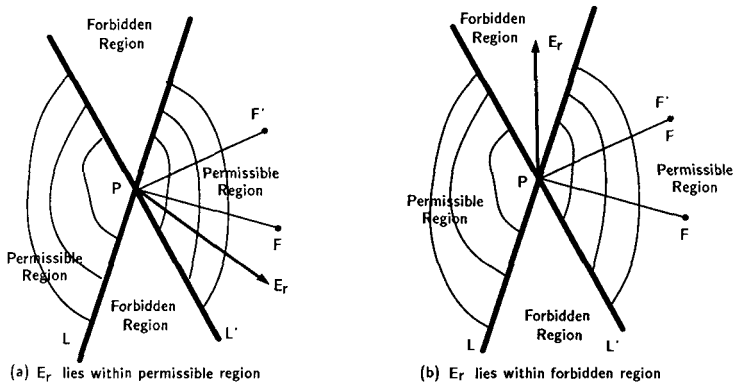 Forbidden
Region
F'
P
Permissible
Region
F
Permissible
Region
Er
Forbidden
Region
L
L'
(a) Er lies within permissible region
Forbidden
Region
Er
F'
F
Permissible
Region
P
Permissible
Region
F
Forbidden
Region
L
L'
(b) Er lies within forbidden region